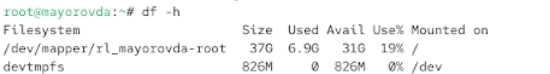 root@mayorovda:~# df -h
Filesystem                       Size  Used Avail Use% Mounted on
/dev/mapper/rl_mayorovda-root     37G  6.9G   31G  19% /
devtmpfs                         826M     0  826M   0% /dev